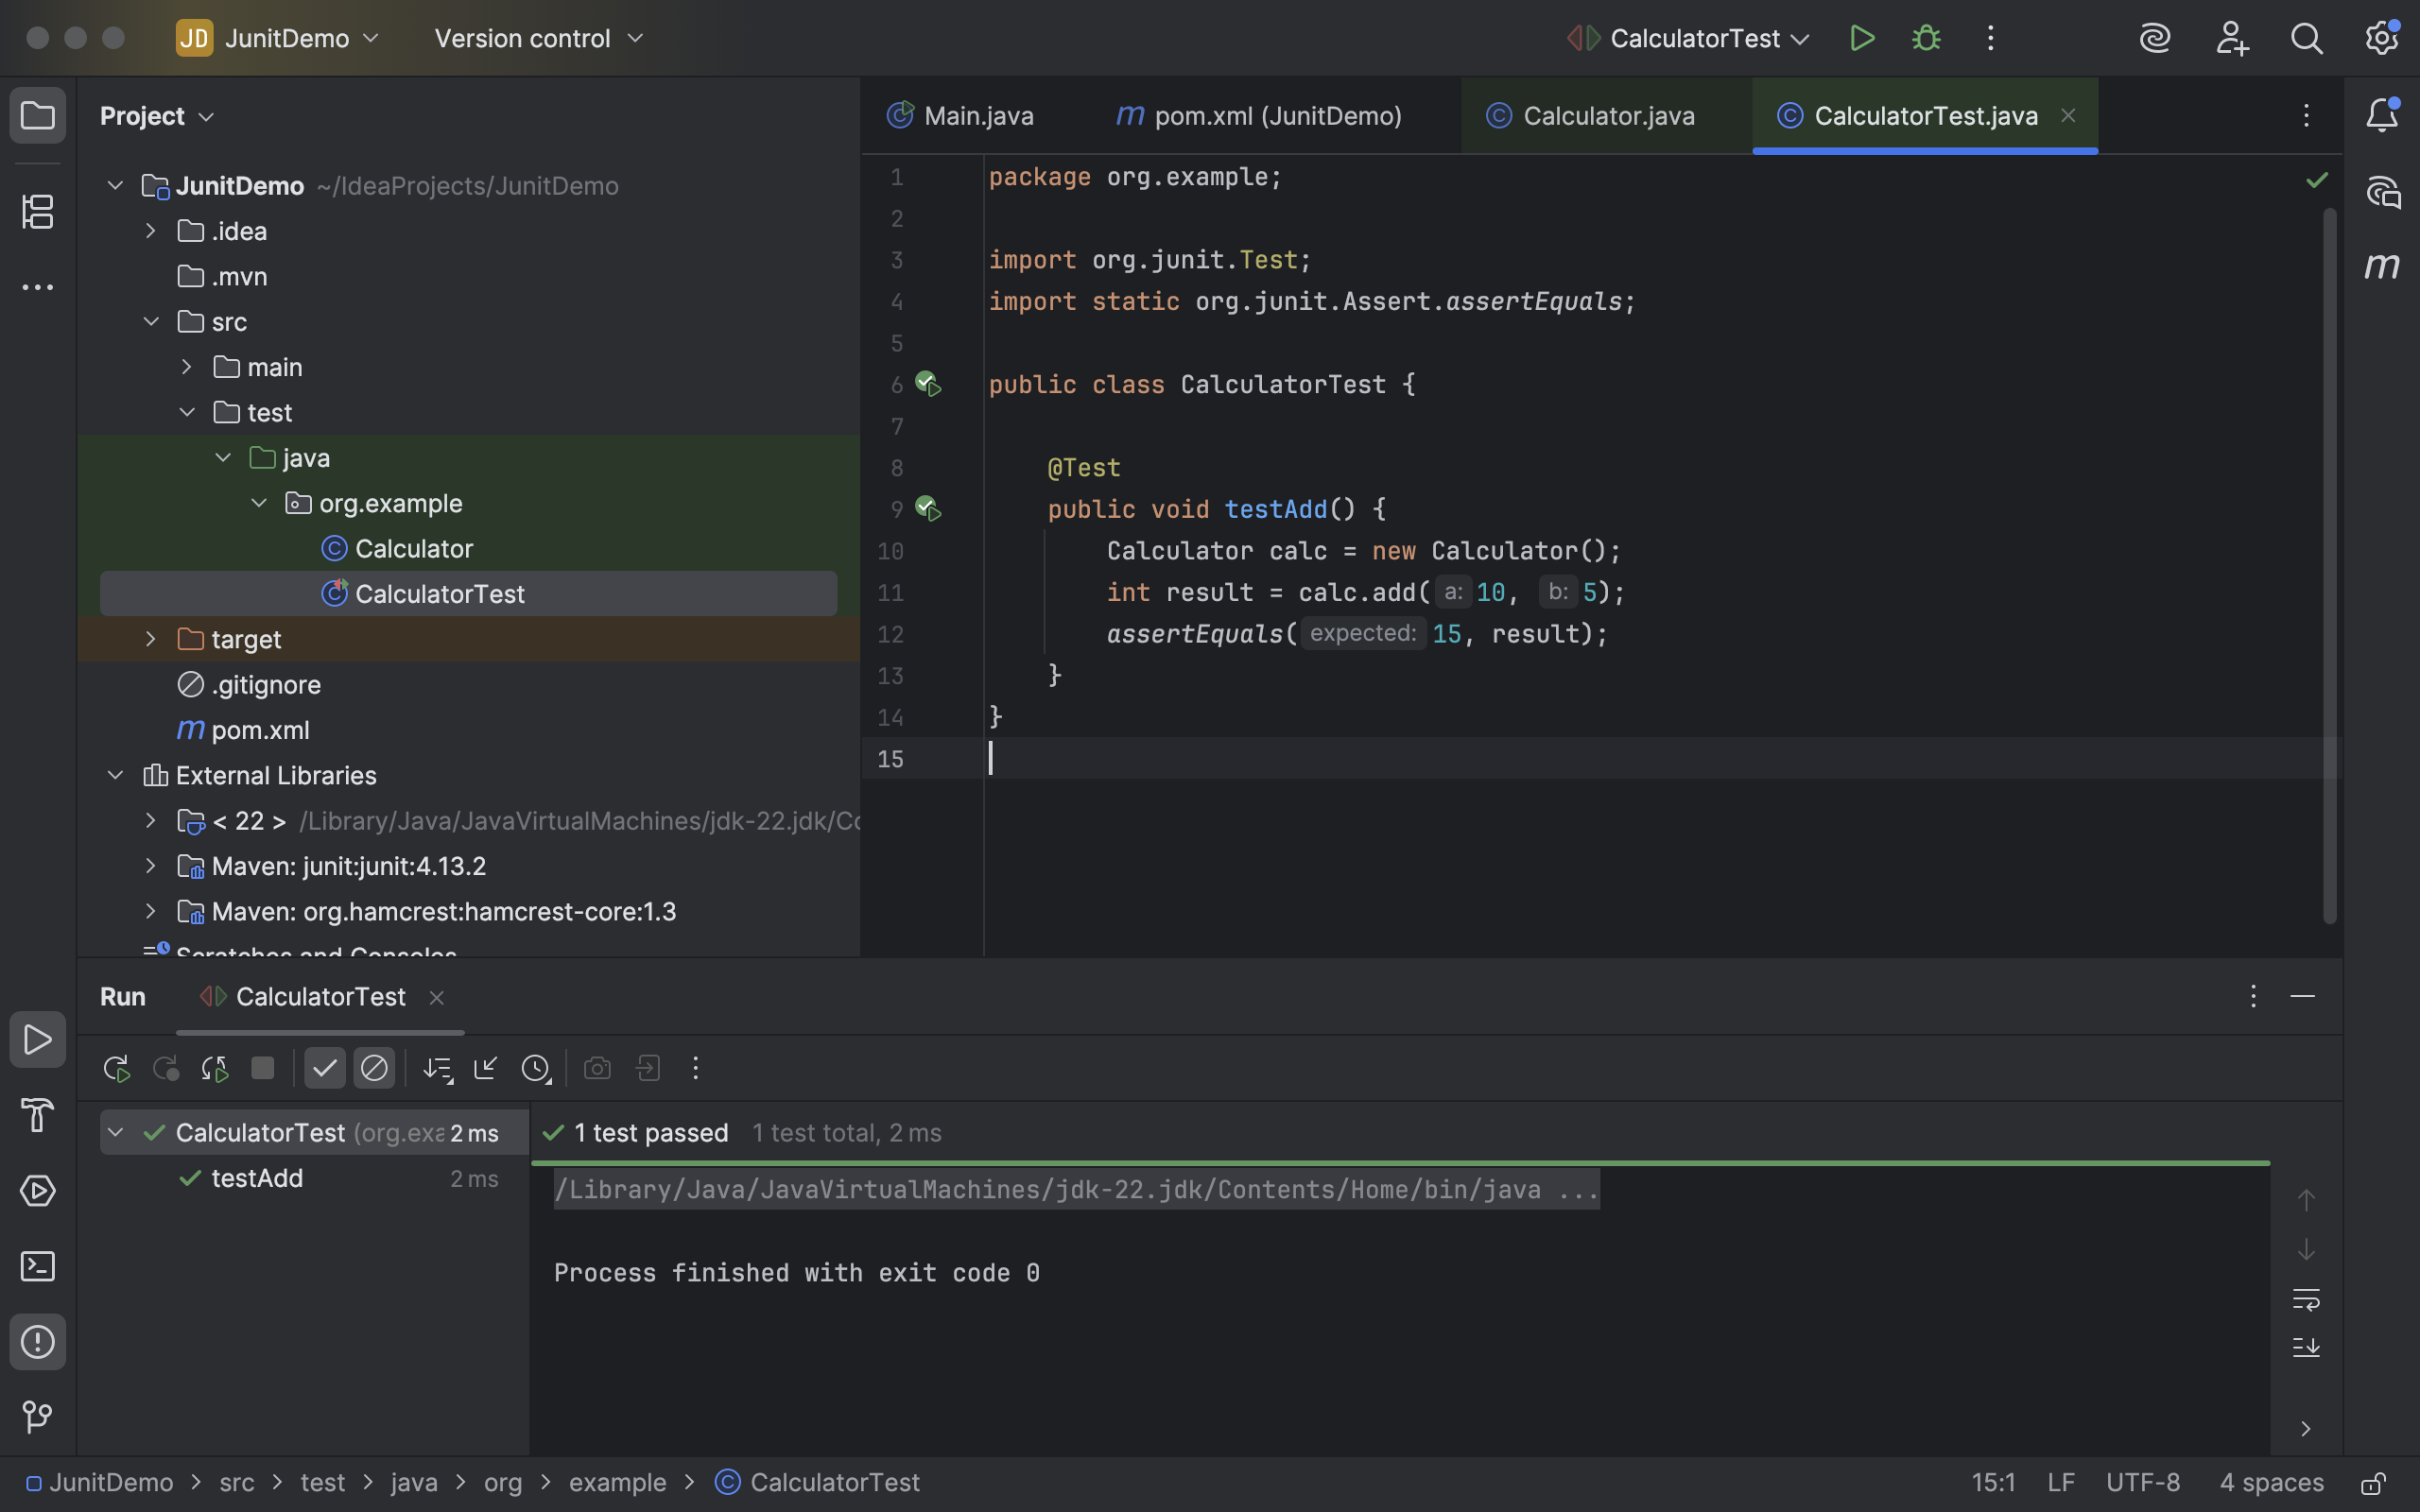 JD JunitDemo Version control CalculatorTest
Project
JunitDemo ~/IdeaProjects/JunitDemo
.idea
.mvn
src
main
test
java
org.example
Calculator
CalculatorTest
target
.gitignore
m pom.xml
External Libraries
< 22 > /Library/Java/JavaVirtualMachines/jdk-22.jdk/Co
Maven: junit:junit:4.13.2
Maven: org.hamcrest:hamcrest-core:1.3
Scratches and Consoles
Main.java m pom.xml (JunitDemo) Calculator.java CalculatorTest.java
1 package org.example;
2
3 import org.junit.Test;
4 import static org.junit.Assert.assertEquals;
5
6 public class CalculatorTest {
7
8 @Test
9 public void testAdd() {
10 Calculator calc = new Calculator();
11 int result = calc.add( a: 10, b: 5);
12 assertEquals( expected: 15, result);
13 }
14 }
15
m
Run CalculatorTest
CalculatorTest (org.exa 2 ms
testAdd 2 ms
1 test passed 1 test total, 2 ms
/Library/Java/JavaVirtualMachines/jdk-22.jdk/Contents/Home/bin/java ...
Process finished with exit code 0
JunitDemo > src > test > java > org > example > CalculatorTest 15:1 LF UTF-8 4 spaces